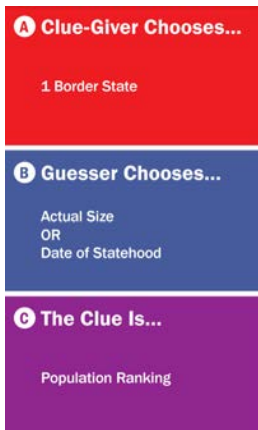 A Clue-Giver Chooses...
1 Border State
B Guesser Chooses...
Actual Size
OR
Date of Statehood
C The Clue Is...
Population Ranking